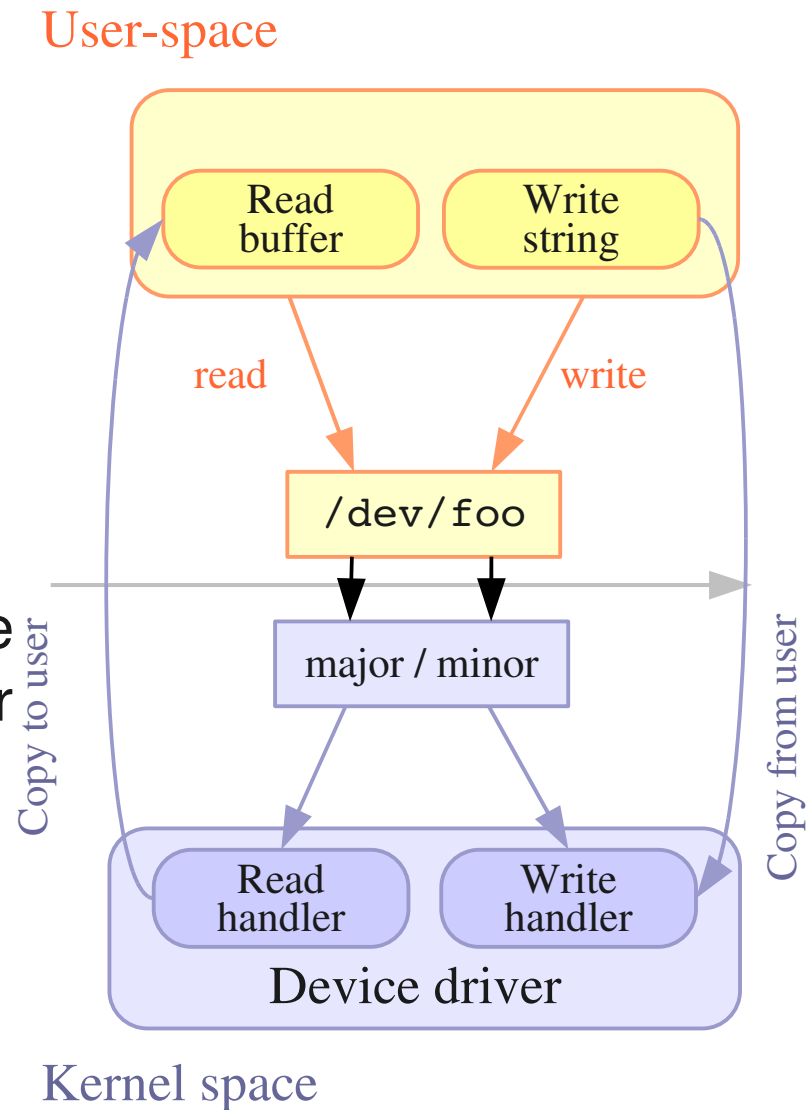 User-space
Read
buffer
Write
string
read
write
/dev/foo
e
r
major / minor
Copy to user
Copy from user
Read
handler
Write
handler
Device driver
Kernel space